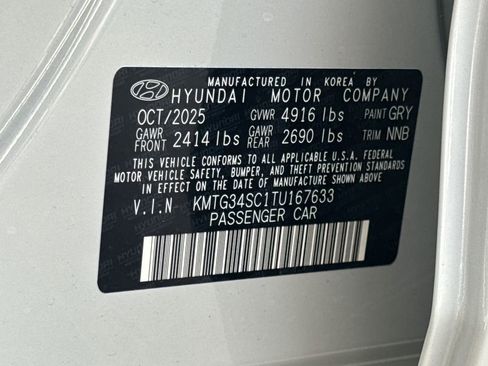 MANUFACTURED IN KOREA BY
HYUNDAI MOTOR COMPANY
OCT/2025 GVWR 4916 lbs PAINT GRY
GAWR FRONT 2414 lbs GAWR REAR 2690 lbs TRIM NNB
THIS VEHICLE CONFORMS TO ALL APPLICABLE U.S.A. FEDERAL
MOTOR VEHICLE SAFETY, BUMPER, AND THEFT PREVENTION STANDARDS
IN EFFECT ON THE DATE OF MANUFACTURE SHOWN ABOVE.
V.I.N KMTG34SC1TU167633
PASSENGER CAR